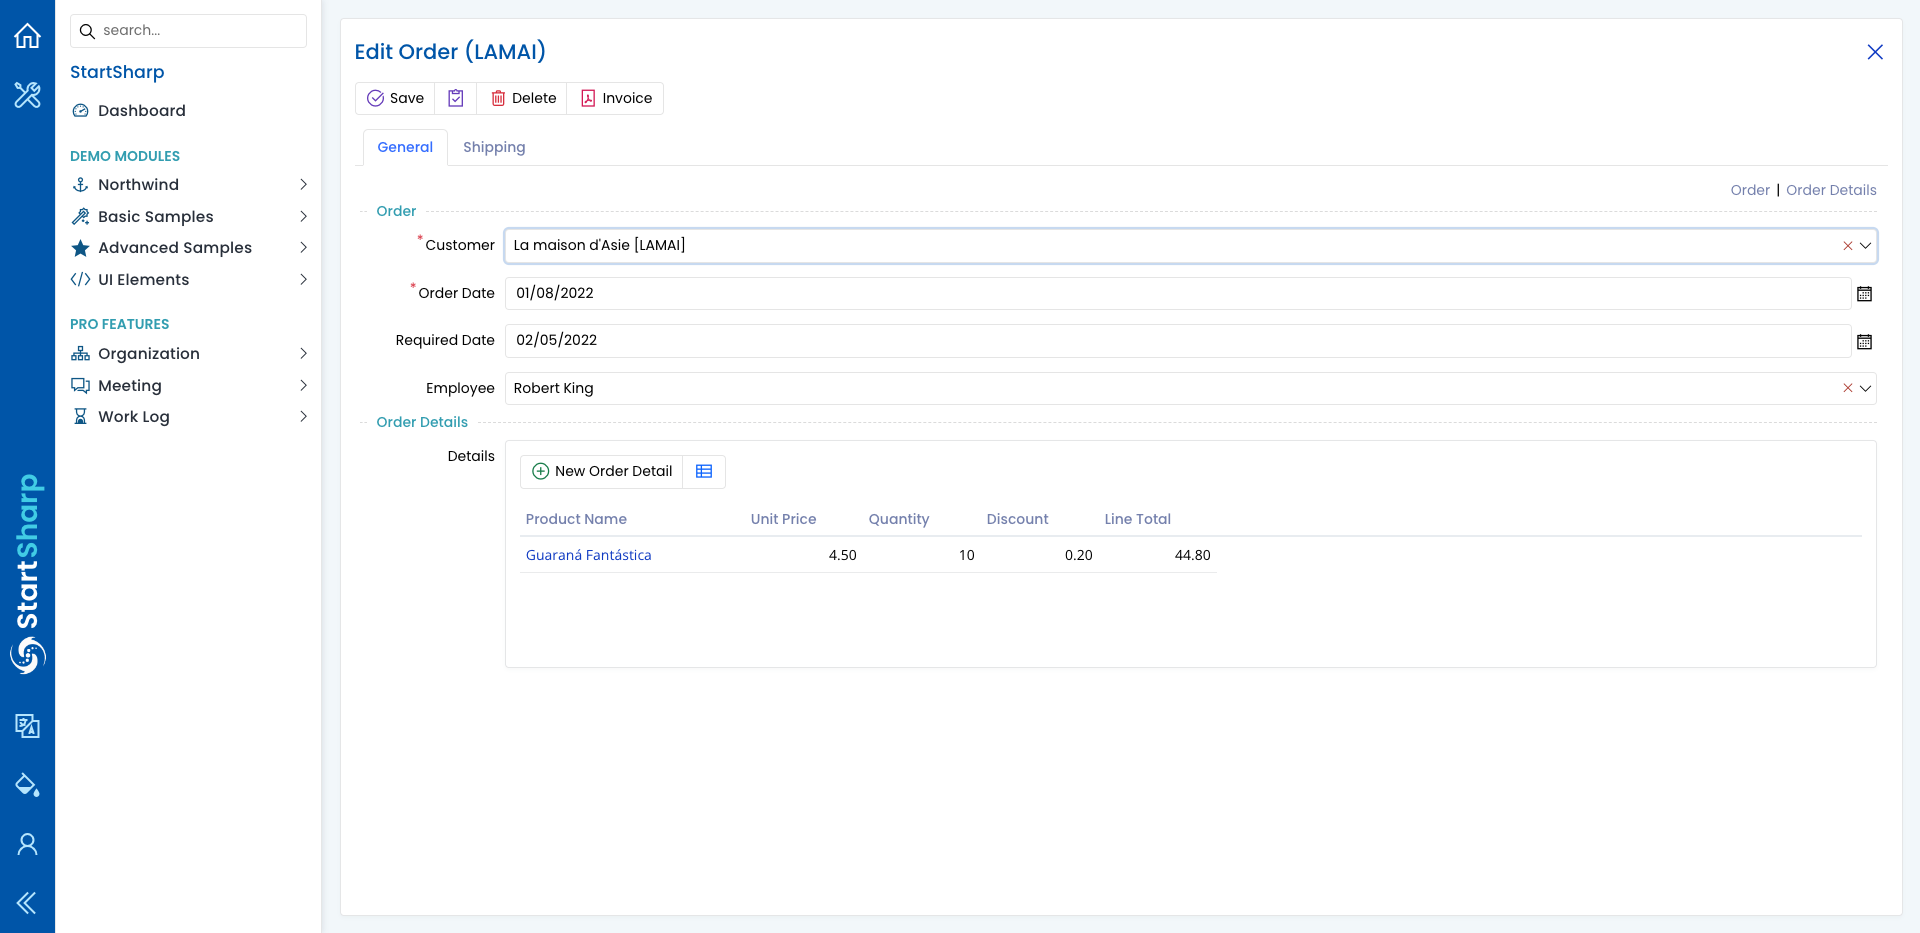 search...
StartSharp
Dashboard
DEMO MODULES
Northwind
Basic Samples
Advanced Samples
UI Elements
PRO FEATURES
Organization
Meeting
Work Log
StartSharp
Edit Order (LAMAI)
Save
Delete
Invoice
General
Shipping
Order | Order Details
Order
* Customer La maison d'Asie [LAMAI]
* Order Date 01/08/2022
Required Date 02/05/2022
Employee Robert King
Order Details
Details
New Order Detail
Product Name Unit Price Quantity Discount Line Total
Guaraná Fantástica 4.50 10 0.20 44.80